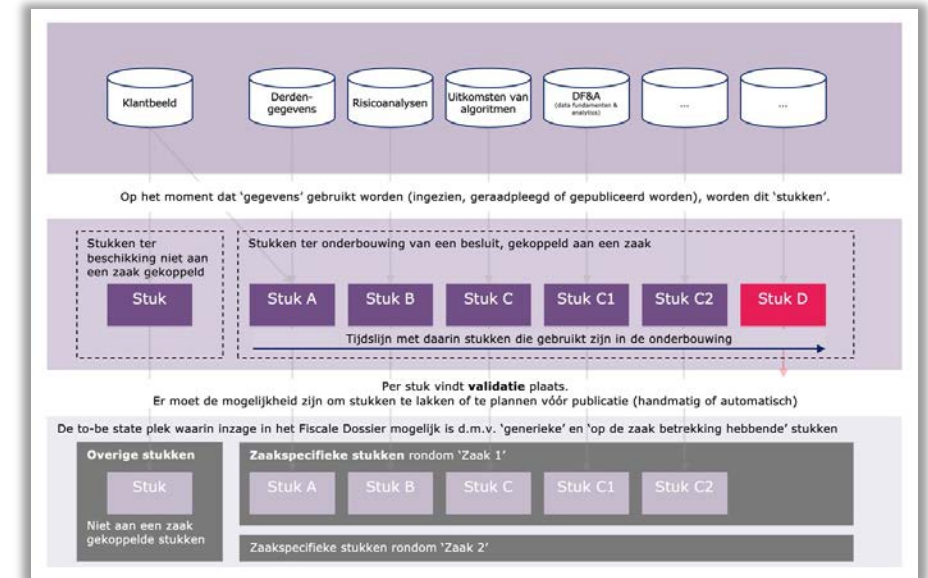 Klantbeeld
Derden-
gegevens
Risicoanalysen
Uitkomsten van
algoritmen
DF&A
(data fundamenten &
analytics)
...
...
Op het moment dat ‘gegevens’ gebruikt worden (ingezien, geraadpleegd of gepubliceerd worden), worden dit ‘stukken’.
Stukken ter
beschikking niet aan
een zaak gekoppeld
Stuk
Stukken ter onderbouwing van een besluit, gekoppeld aan een zaak
Stuk A
Stuk B
Stuk C
Stuk C1
Stuk C2
Stuk D
Tijdslijn met daarin stukken die gebruikt zijn in de onderbouwing
Per stuk vindt validatie plaats.
Er moet de mogelijkheid zijn om stukken te lakken of te plannen vóór publicatie (handmatig of automatisch)
De to-be state plek waarin inzage in het Fiscale Dossier mogelijk is d.m.v. ‘generieke’ en ‘op de zaak betrekking hebbende’ stukken
Overige stukken
Stuk
Niet aan een zaak
gekoppelde stukken
Zaakspecifieke stukken rondom ‘Zaak 1’
Stuk A
Stuk B
Stuk C
Stuk C1
Stuk C2
Zaakspecifieke stukken rondom ‘Zaak 2’